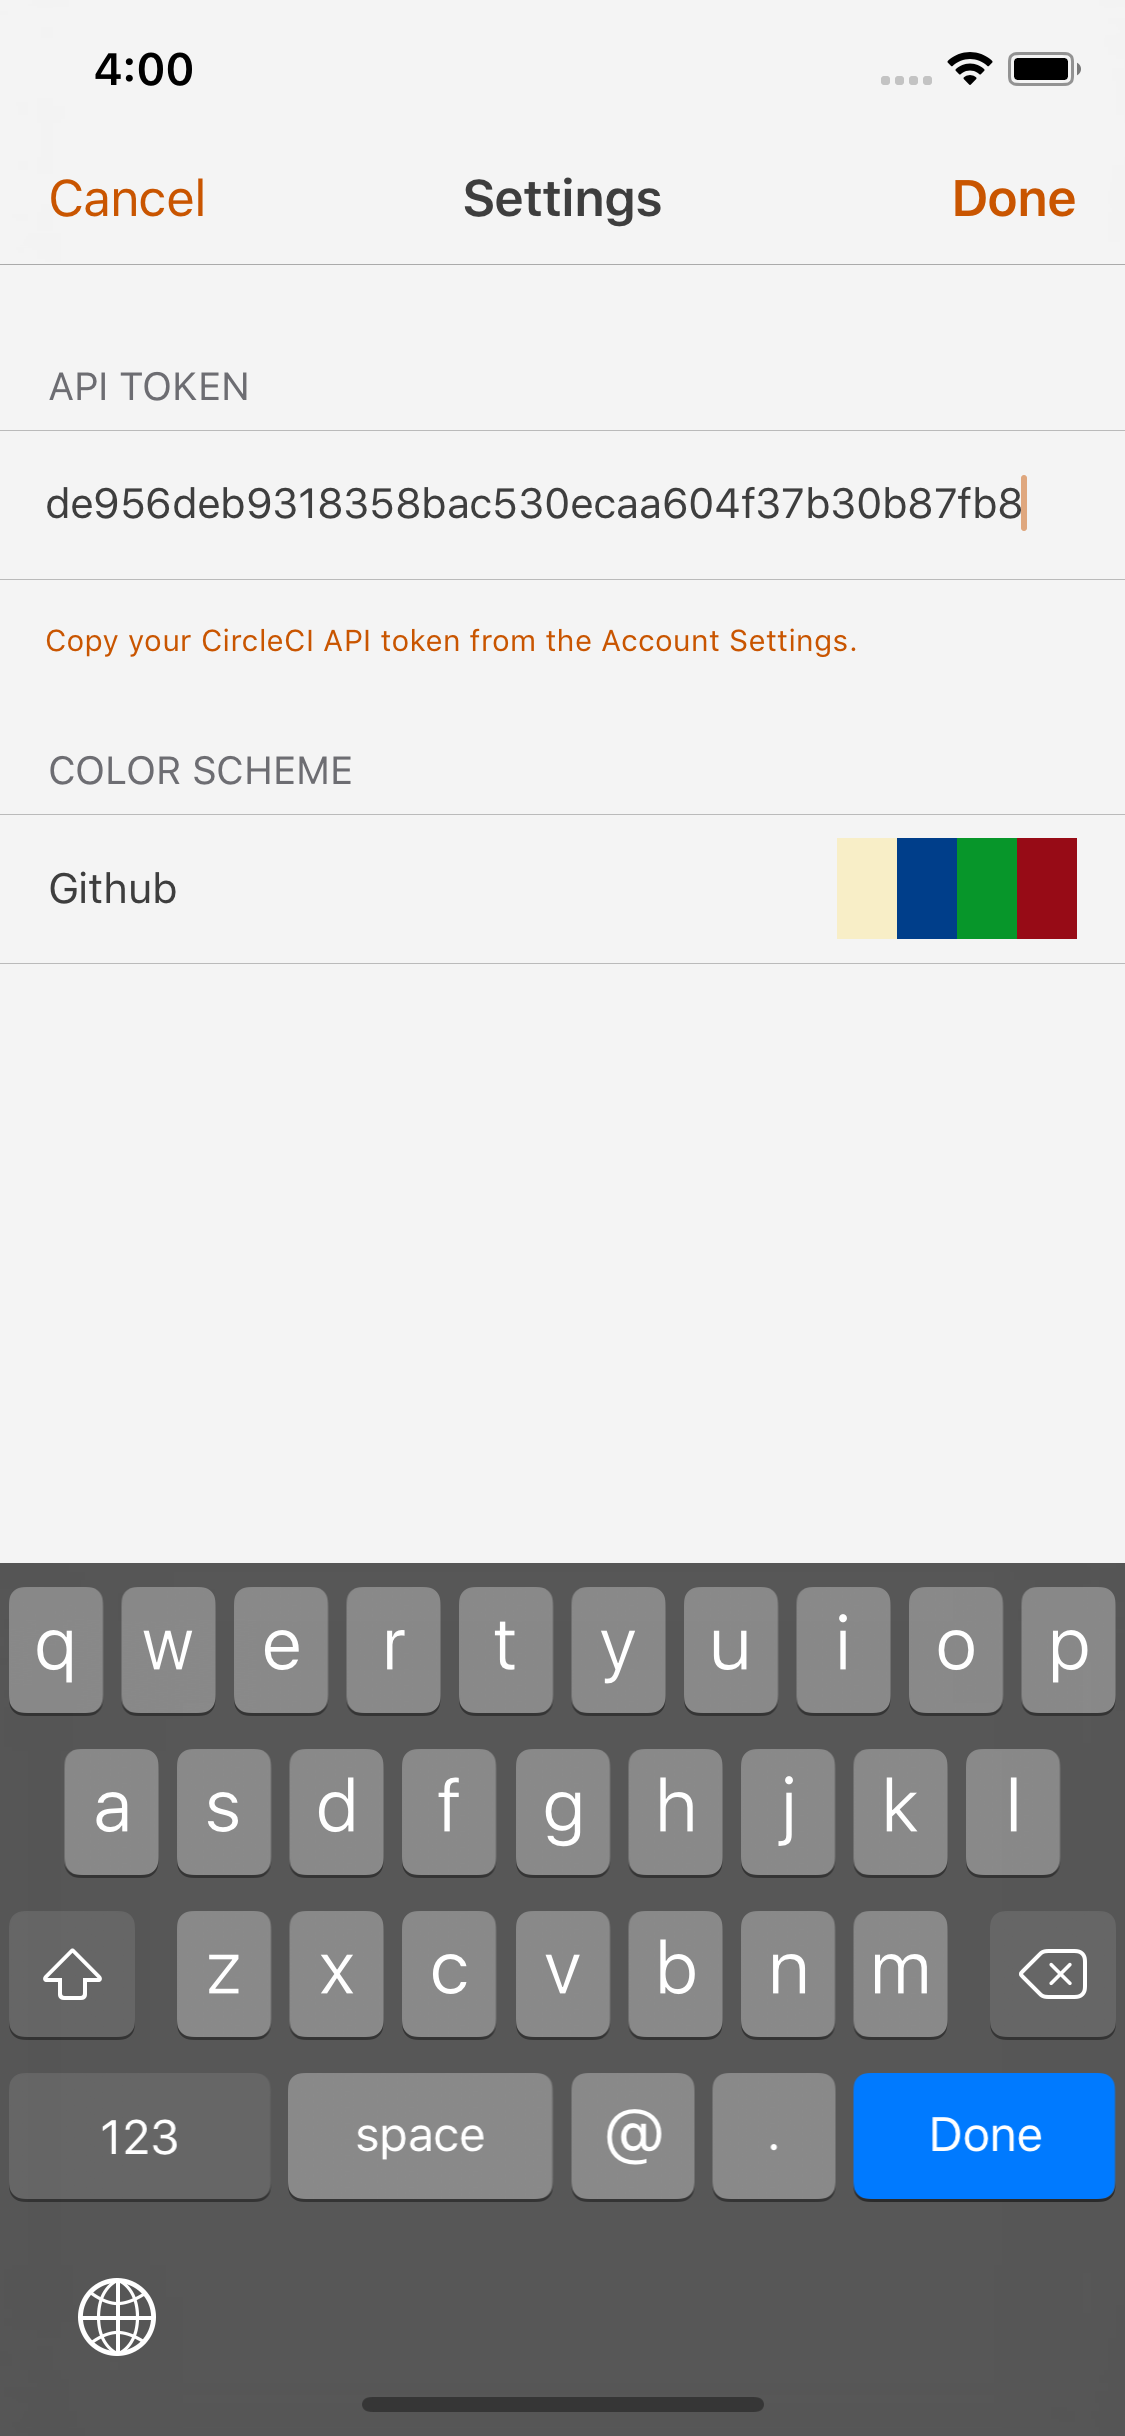 4:00
Cancel Settings Done
API TOKEN
de956deb9318358bac530ecaa604f37b30b87fb8
Copy your CircleCI API token from the Account Settings.
COLOR SCHEME
Github
q w e r t y u i o p
a s d f g h j k l
z x c v b n m
123 space @ . Done